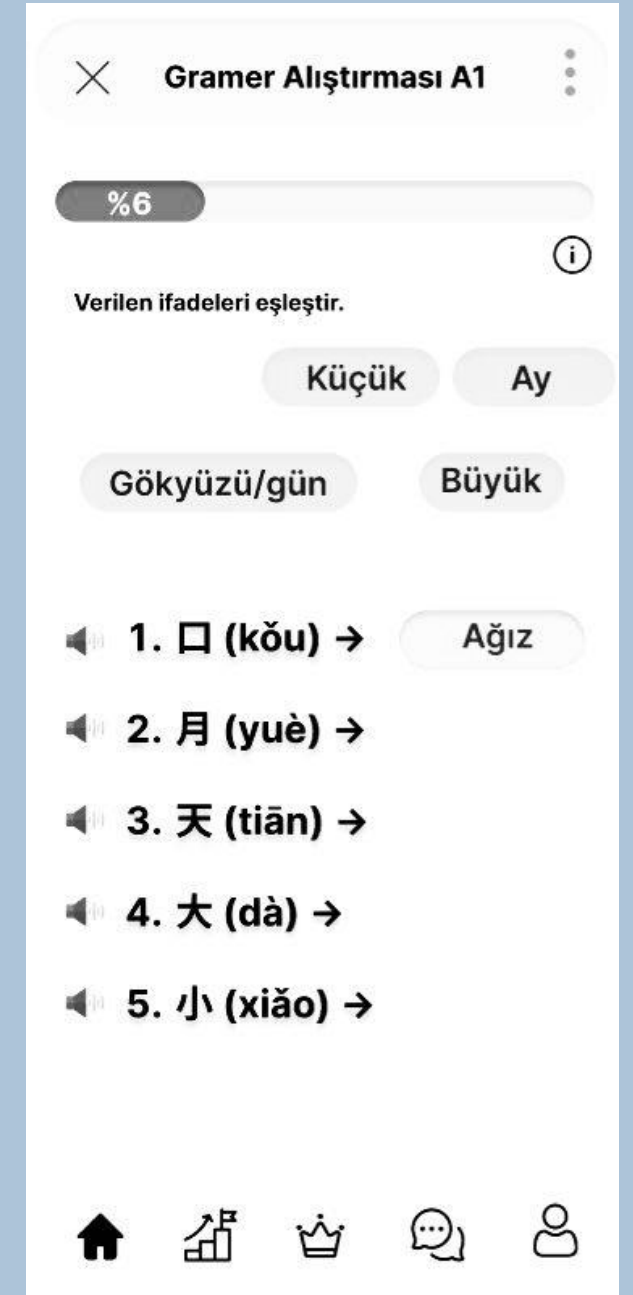 Gramer Alıştırması A1
%6
Verilen ifadeleri eşleştir.
Küçük Ay
Gökyüzü/gün Büyük
1. 口 (kǒu) → Ağız
2. 月 (yuè) →
3. 天 (tiān) →
4. 大 (dà) →
5. 小 (xiǎo) →